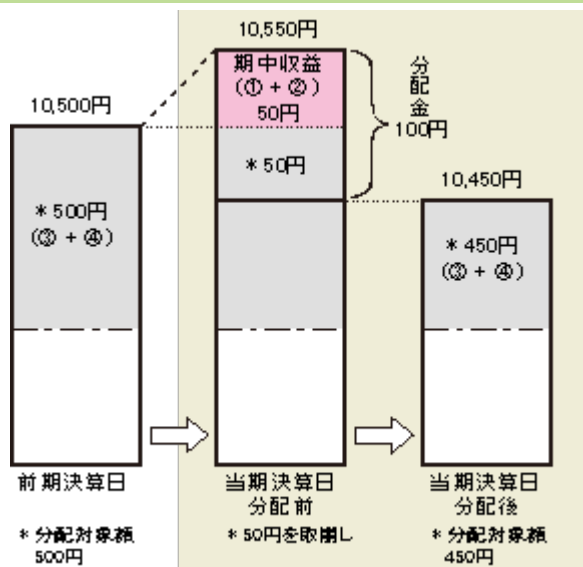 10,550円
期中収益
(① + ②)
50円
分配金
100円
10,500円
* 50円
10,450円
* 500円
(③ + ④)
* 450円
(③ + ④)
前期決算日
当期決算日
分配前
当期決算日
分配後
* 分配対象額
500円
* 50円を取崩し
* 分配対象額
450円